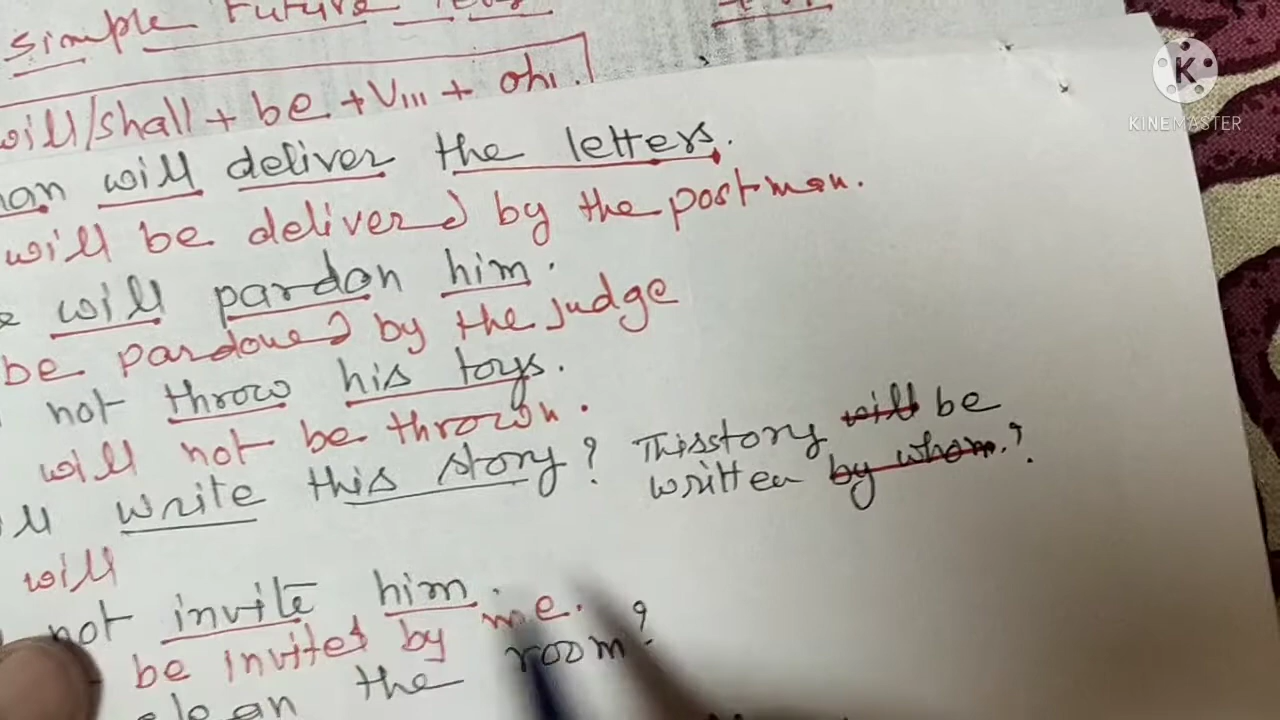 simple Future
will/shall + be + VIII + obj.
will deliver the letters.
will be delivered by the postman.
will pardon him.
be pardoned by the Judge
not throw his toys.
will not be thrown.
write this story? This story will be
written by whom.?
will
not invite him.
be invited by me.
clean the room?
KINEMASTER